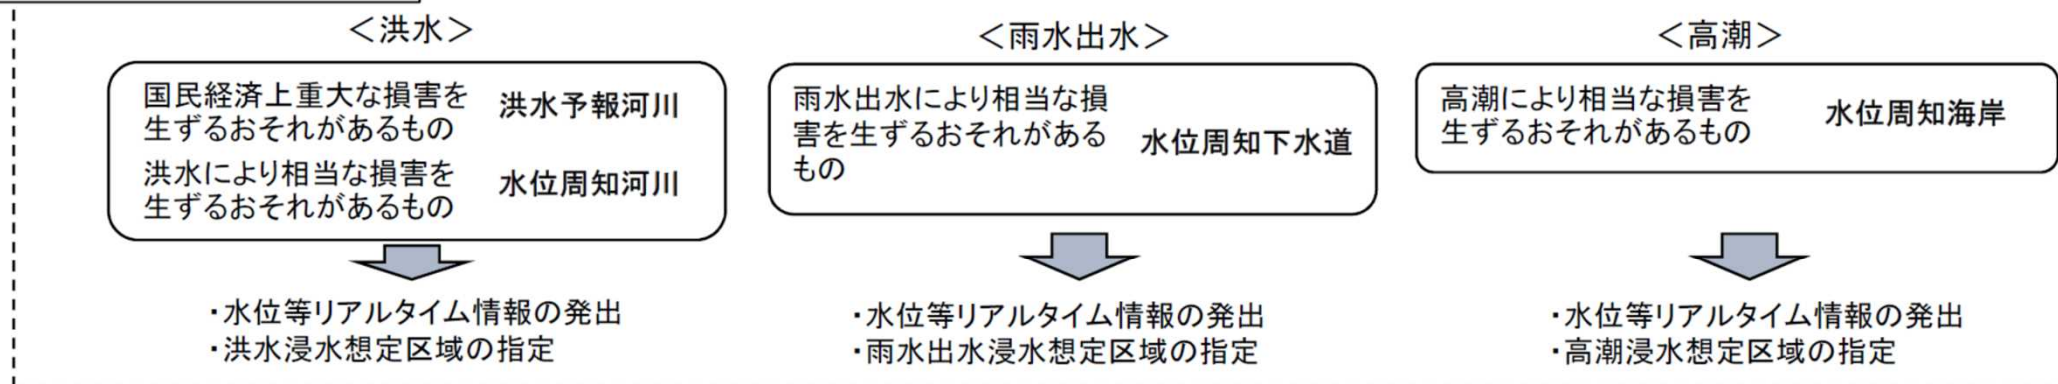 ＜洪水＞
国民経済上重大な損害を
生ずるおそれがあるもの
洪水予報河川
洪水により相当な損害を
生ずるおそれがあるもの
水位周知河川
・水位等リアルタイム情報の発出
・洪水浸水想定区域の指定
＜雨水出水＞
雨水出水により相当な損
害を生ずるおそれがある
もの
水位周知下水道
・水位等リアルタイム情報の発出
・雨水出水浸水想定区域の指定
＜高潮＞
高潮により相当な損害を
生ずるおそれがあるもの
水位周知海岸
・水位等リアルタイム情報の発出
・高潮浸水想定区域の指定